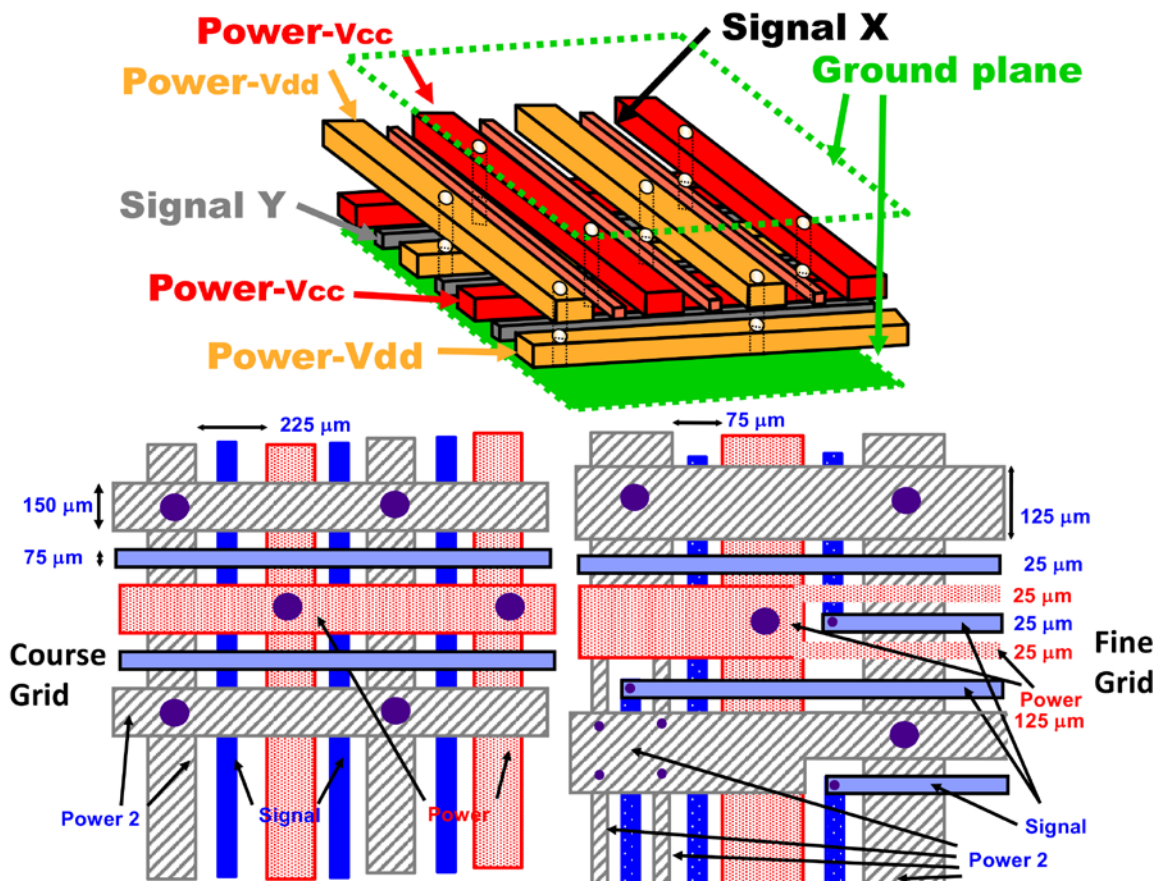 Power-Vcc
Signal X
Power-Vdd
Ground plane
Signal Y
Power-Vcc
Power-Vdd
225 μm
75 μm
150 μm
125 μm
75 μm
25 μm
25 μm
25 μm
25 μm
Course
Grid
Fine
Grid
Power
125 μm
Power 2
Signal
Power
Signal
Power 2